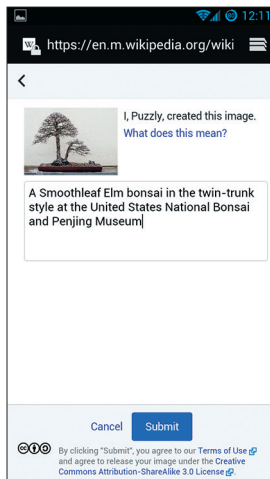 12:11
https://en.m.wikipedia.org/wiki
I, Puzzly, created this image.
What does this mean?
A Smoothleaf Elm bonsai in the twin-trunk
style at the United States National Bonsai
and Penjing Museum
Cancel
Submit
By clicking "Submit", you agree to our Terms of Use
and agree to release your image under the Creative
Commons Attribution-ShareAlike 3.0 License.